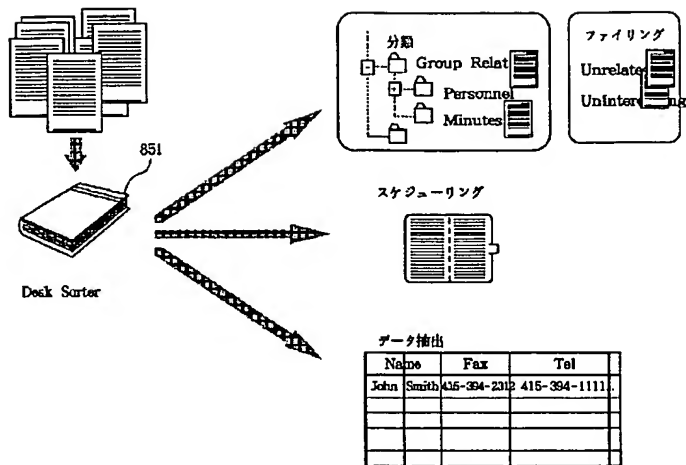 851
Desk Sorter
分類
Group Relat
Personnel
Minutes
ファイリング
Unrelate
Uninteresting
スケジューリング
データ抽出
Name Fax Tel
John Smith 415-394-2312 415-394-1111